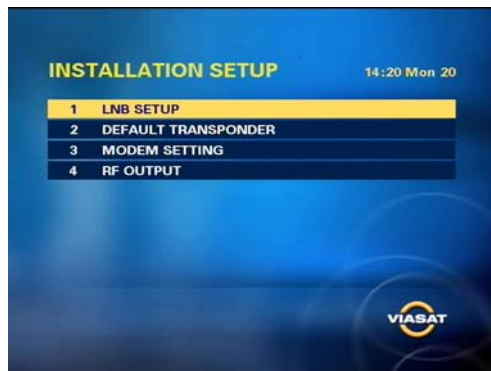 INSTALLATION SETUP 14:20 Mon 20
1 LNB SETUP
2 DEFAULT TRANSPONDER
3 MODEM SETTING
4 RF OUTPUT
VIASAT